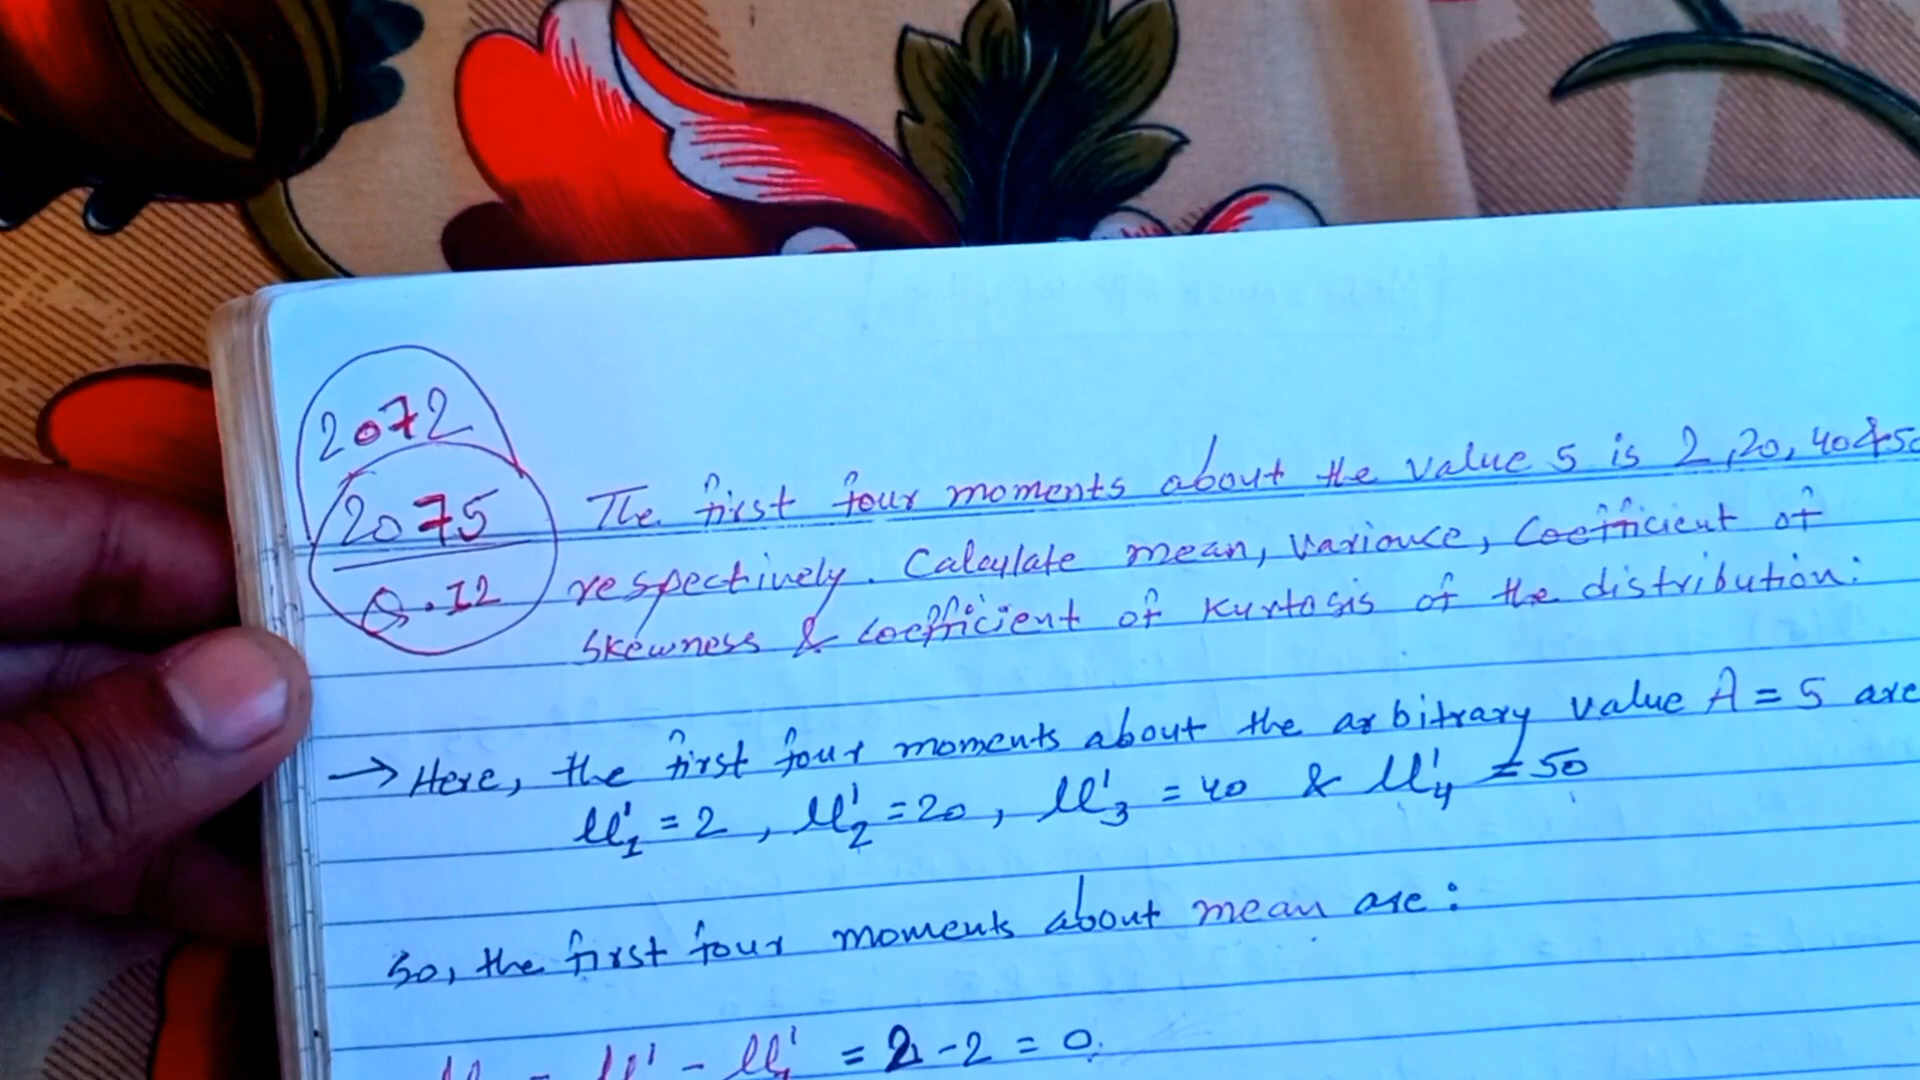 2072
2075
Q.12
The first four moments about the value 5 is 2, 20, 40 & 50
respectively. Calculate mean, variance, Coefficient of
skewness & coefficient of kurtosis of the distribution.
→ Here, the first four moments about the arbitrary value A = 5 are
μ'₁ = 2, μ'₂ = 20, μ'₃ = 40 & μ'₄ = 50
So, the first four moments about mean are:
= μ'₁ - μ'₁ = 2 - 2 = 0.